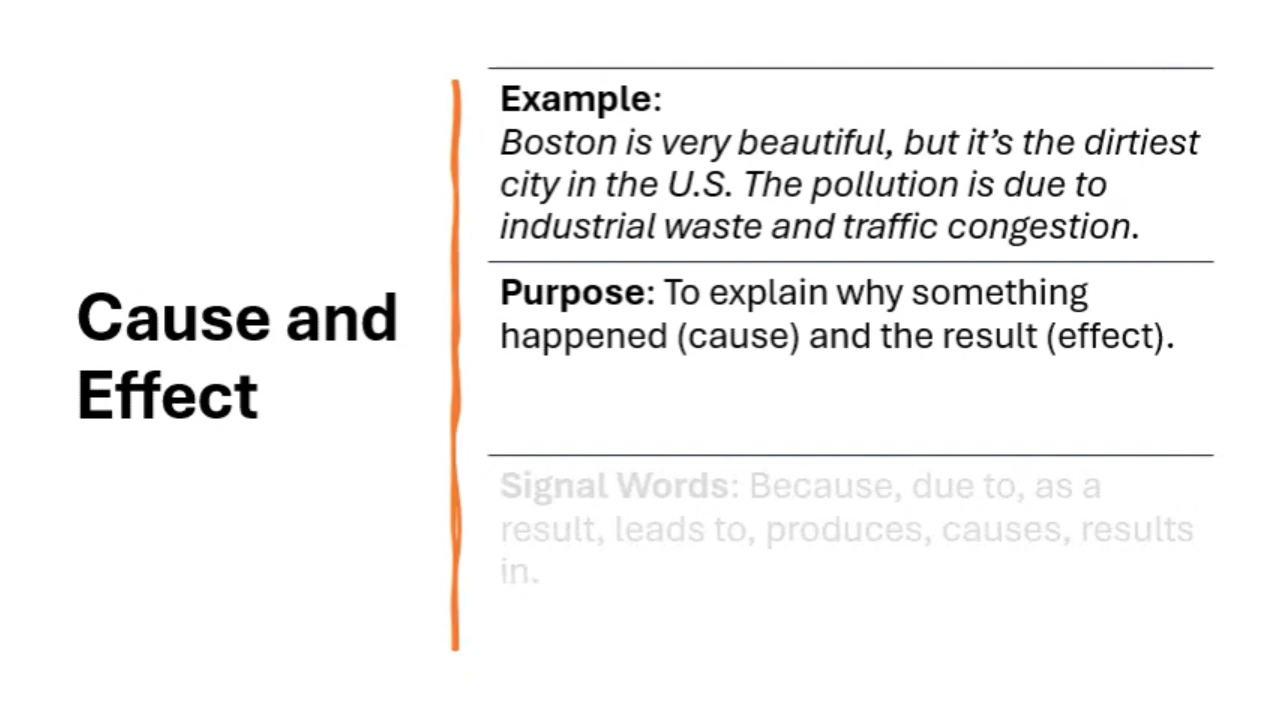 Cause and
Effect
Example:
Boston is very beautiful, but it’s the dirtiest
city in the U.S. The pollution is due to
industrial waste and traffic congestion.
Purpose: To explain why something
happened (cause) and the result (effect).
Signal Words: Because, due to, as a
result, leads to, produces, causes, results
in.